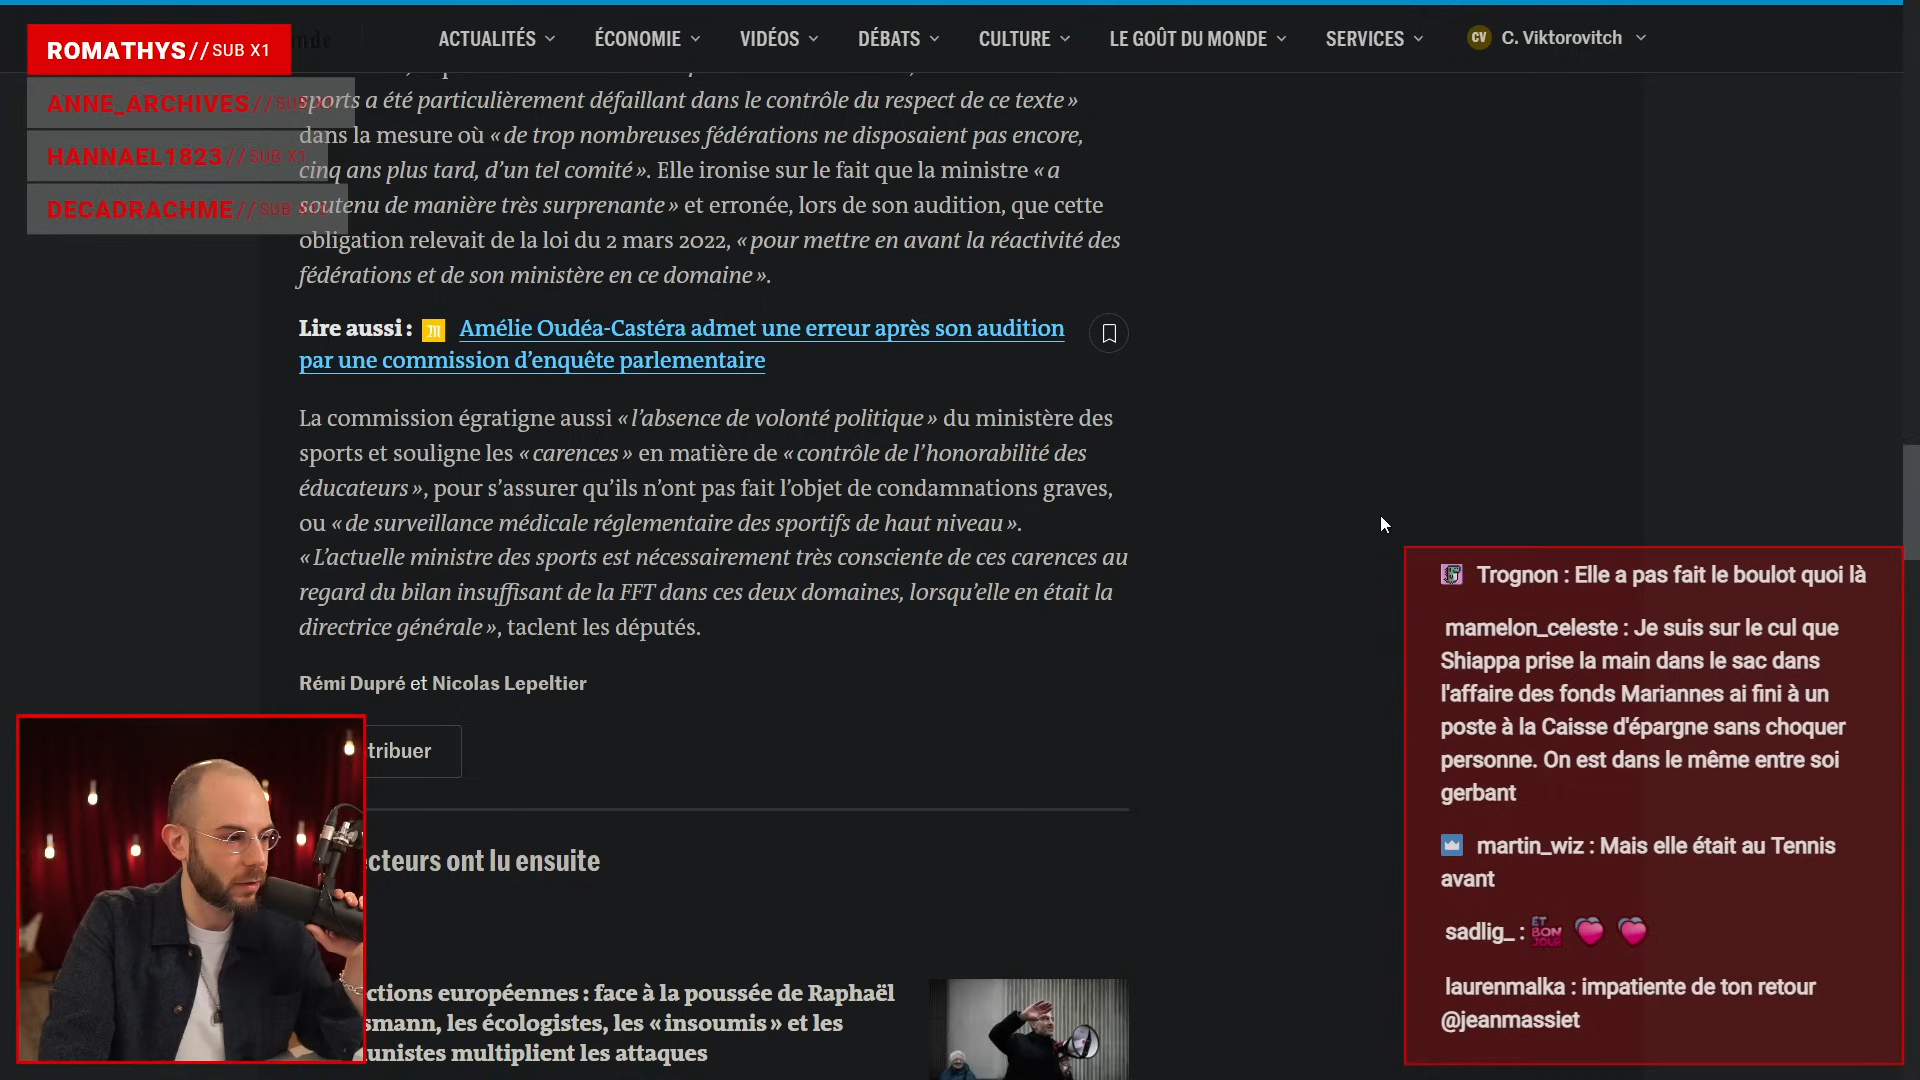 ROMATHYS// SUB X1
ANNE_ARCHIVES// SUB X1
HANNAEL1823// SUB X1
DECADRACHME// SUB
nde
ACTUALITÉS
ÉCONOMIE
VIDÉOS
DÉBATS
CULTURE
LE GOÛT DU MONDE
SERVICES
CV C. Viktorovitch
sports a été particulièrement défaillant dans le contrôle du respect de ce texte »
dans la mesure où « de trop nombreuses fédérations ne disposaient pas encore,
cinq ans plus tard, d’un tel comité ». Elle ironise sur le fait que la ministre « a
soutenu de manière très surprenante » et erronée, lors de son audition, que cette
obligation relevait de la loi du 2 mars 2022, « pour mettre en avant la réactivité des
fédérations et de son ministère en ce domaine ».
Lire aussi : m Amélie Oudéa-Castéra admet une erreur après son audition
par une commission d’enquête parlementaire
La commission égratigne aussi « l’absence de volonté politique » du ministère des
sports et souligne les « carences » en matière de « contrôle de l’honorabilité des
éducateurs », pour s’assurer qu’ils n’ont pas fait l’objet de condamnations graves,
ou « de surveillance médicale réglementaire des sportifs de haut niveau ».
« L’actuelle ministre des sports est nécessairement très consciente de ces carences au
regard du bilan insuffisant de la FFT dans ces deux domaines, lorsqu’elle en était la
directrice générale », taclent les députés.
Rémi Dupré et Nicolas Lepeltier
tribuer
cteurs ont lu ensuite
ctions européennes : face à la poussée de Raphaël
smann, les écologistes, les « insoumis » et les
unistes multiplient les attaques
Trognon : Elle a pas fait le boulot quoi là
mamelon_celeste : Je suis sur le cul que
Shiappa prise la main dans le sac dans
l'affaire des fonds Mariannes ai fini à un
poste à la Caisse d'épargne sans choquer
personne. On est dans le même entre soi
gerbant
martin_wiz : Mais elle était au Tennis
avant
sadlig_ : ET BONJOUR
laurenmalka : impatiente de ton retour
@jeanmassiet